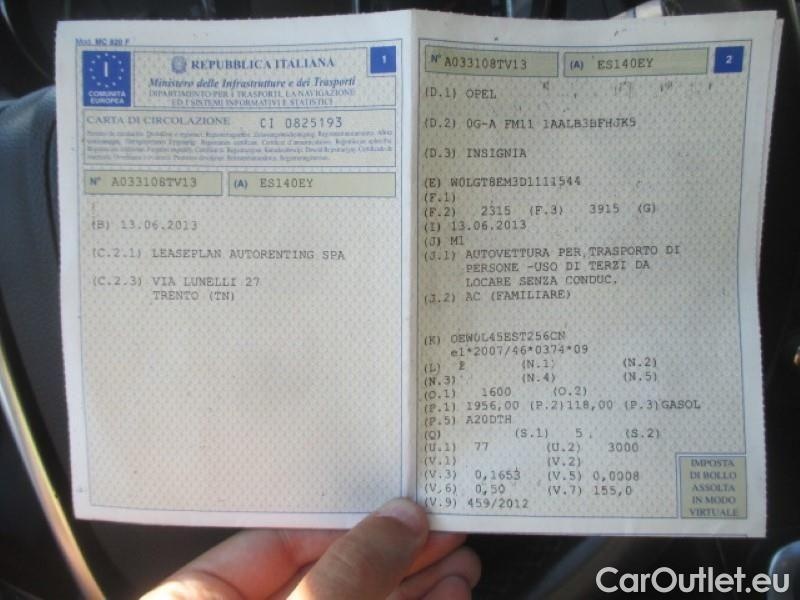 Mod. MC 820 F
I
COMUNITÀ
EUROPEA
REPUBBLICA ITALIANA
1
Ministero delle Infrastrutture e dei Trasporti
DIPARTIMENTO PER I TRASPORTI, LA NAVIGAZIONE
ED I SISTEMI INFORMATIVI E STATISTICI
CARTA DI CIRCOLAZIONE CI 0825193
N° A033108TV13 (A) ES140EY
(B) 13.06.2013
(C.2.1) LEASEPLAN AUTORENTING SPA
(C.2.3) VIA LUNELLI 27
TRENTO (TN)
N° A033108TV13 (A) ES140EY 2
(D.1) OPEL
(D.2) 0G-A FM11 1AALB3BFHJK5
(D.3) INSIGNIA
(E) W0LGT8EM3D1111544
(F.1)
(F.2) 2315 (F.3) 3915 (G)
(I) 13.06.2013
(J) M1
(J.1) AUTOVETTURA PER TRASPORTO DI
PERSONE -USO DI TERZI DA
LOCARE SENZA CONDUC.
(J.2) AC (FAMILIARE)
(K) OEW0L45EST256CN
e1*2007/46*0374*09
(L) 2 (N.1) (N.2)
(N.3) (N.4) (N.5)
(O.1) 1600 (O.2)
(P.1) 1956,00 (P.2)118,00 (P.3)GASOL
(P.5) A20DTH
(Q) (S.1) 5 (S.2)
(U.1) 77 (U.2) 3000
(V.1) (V.2)
(V.3) 0,1653 (V.5) 0,0008
(V.6) 0,50 (V.7) 155,0
(V.9) 459/2012
IMPOSTA
DI BOLLO
ASSOLTA
IN MODO
VIRTUALE
CarOutlet.eu